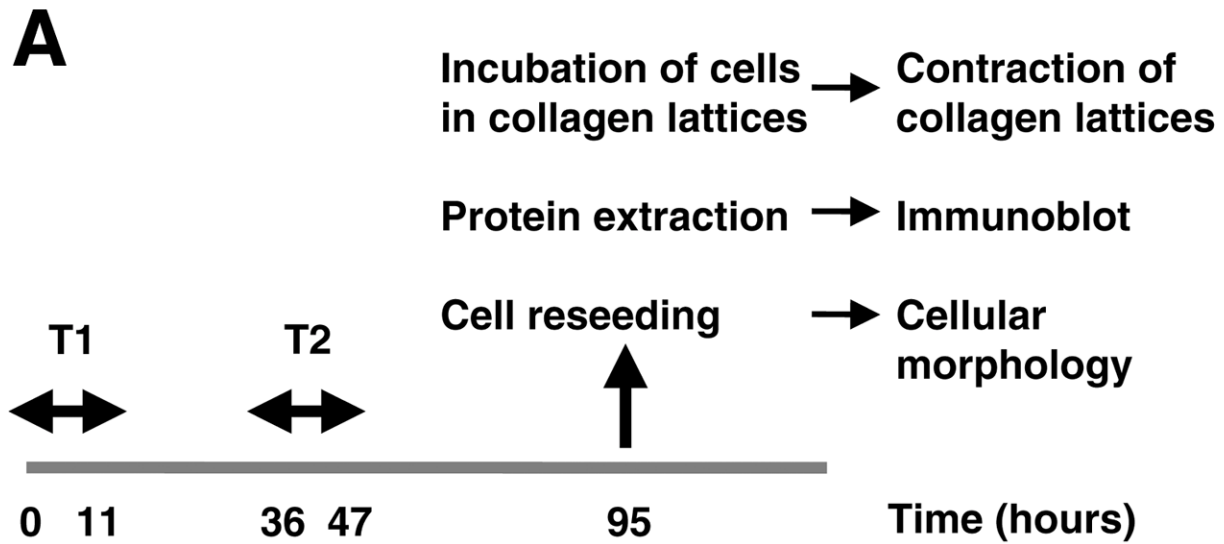 A
Incubation of cells
in collagen lattices
Contraction of
collagen lattices
Protein extraction
Immunoblot
Cell reseeding
Cellular
morphology
T1
T2
0 11 36 47 95 Time (hours)